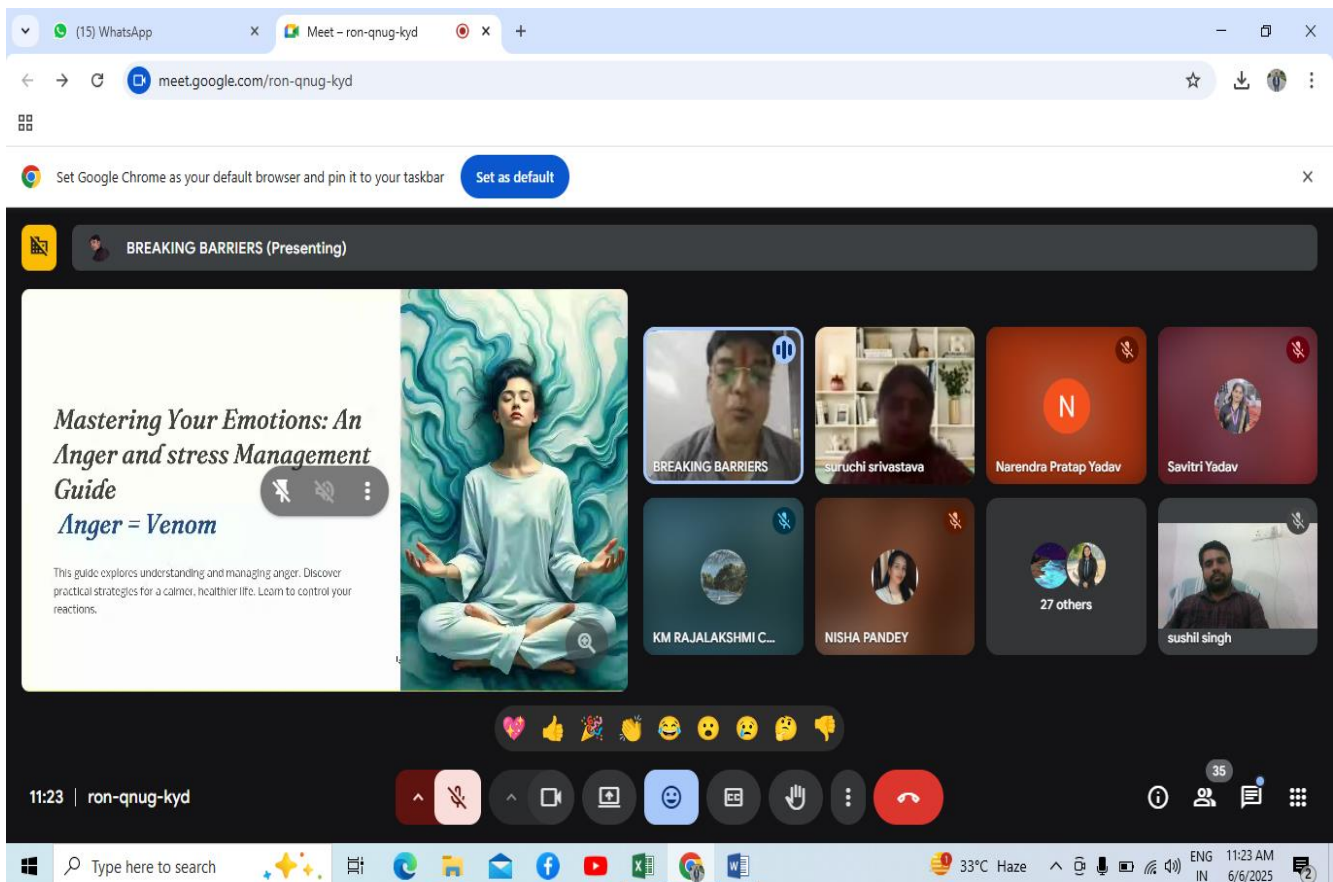 (15) WhatsApp
Meet – ron-qnug-kyd
meet.google.com/ron-qnug-kyd
Set Google Chrome as your default browser and pin it to your taskbar
Set as default
BREAKING BARRIERS (Presenting)
Mastering Your Emotions: An
Anger and stress Management
Guide
Anger = Venom
This guide explores understanding and managing anger. Discover
practical strategies for a calmer, healthier life. Learn to control your
reactions.
BREAKING BARRIERS
suruchi srivastava
N
Narendra Pratap Yadav
Savitri Yadav
KM RAJALAKSHMI C...
NISHA PANDEY
27 others
sushil singh
11:23 | ron-qnug-kyd
CC
35
Type here to search
33°C Haze
ENG
IN
11:23 AM
6/6/2025
2